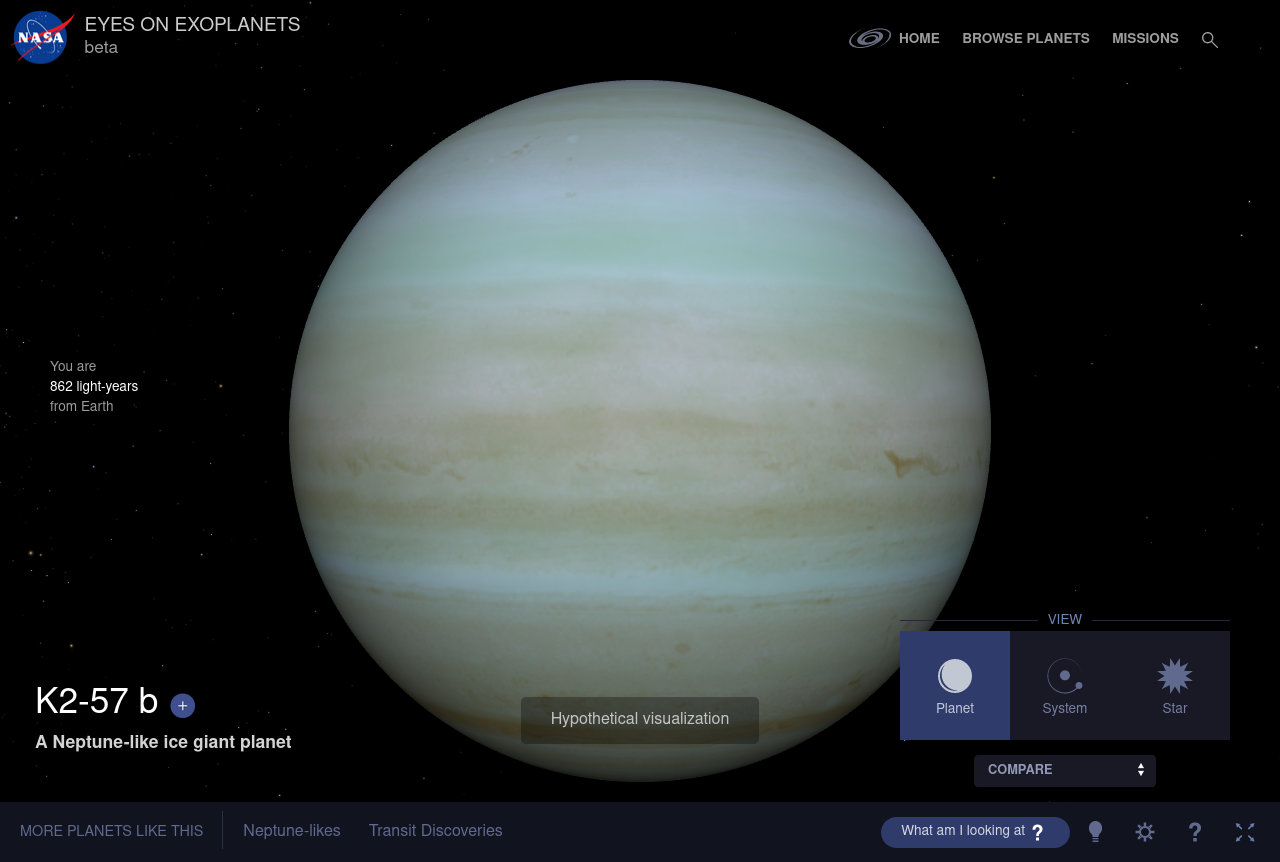 NASA
EYES ON EXOPLANETS
beta
HOME
BROWSE PLANETS
MISSIONS
You are
862 light-years
from Earth
VIEW
Planet
System
Star
K2-57 b +
A Neptune-like ice giant planet
Hypothetical visualization
COMPARE
MORE PLANETS LIKE THIS
Neptune-likes
Transit Discoveries
What am I looking at ?
?